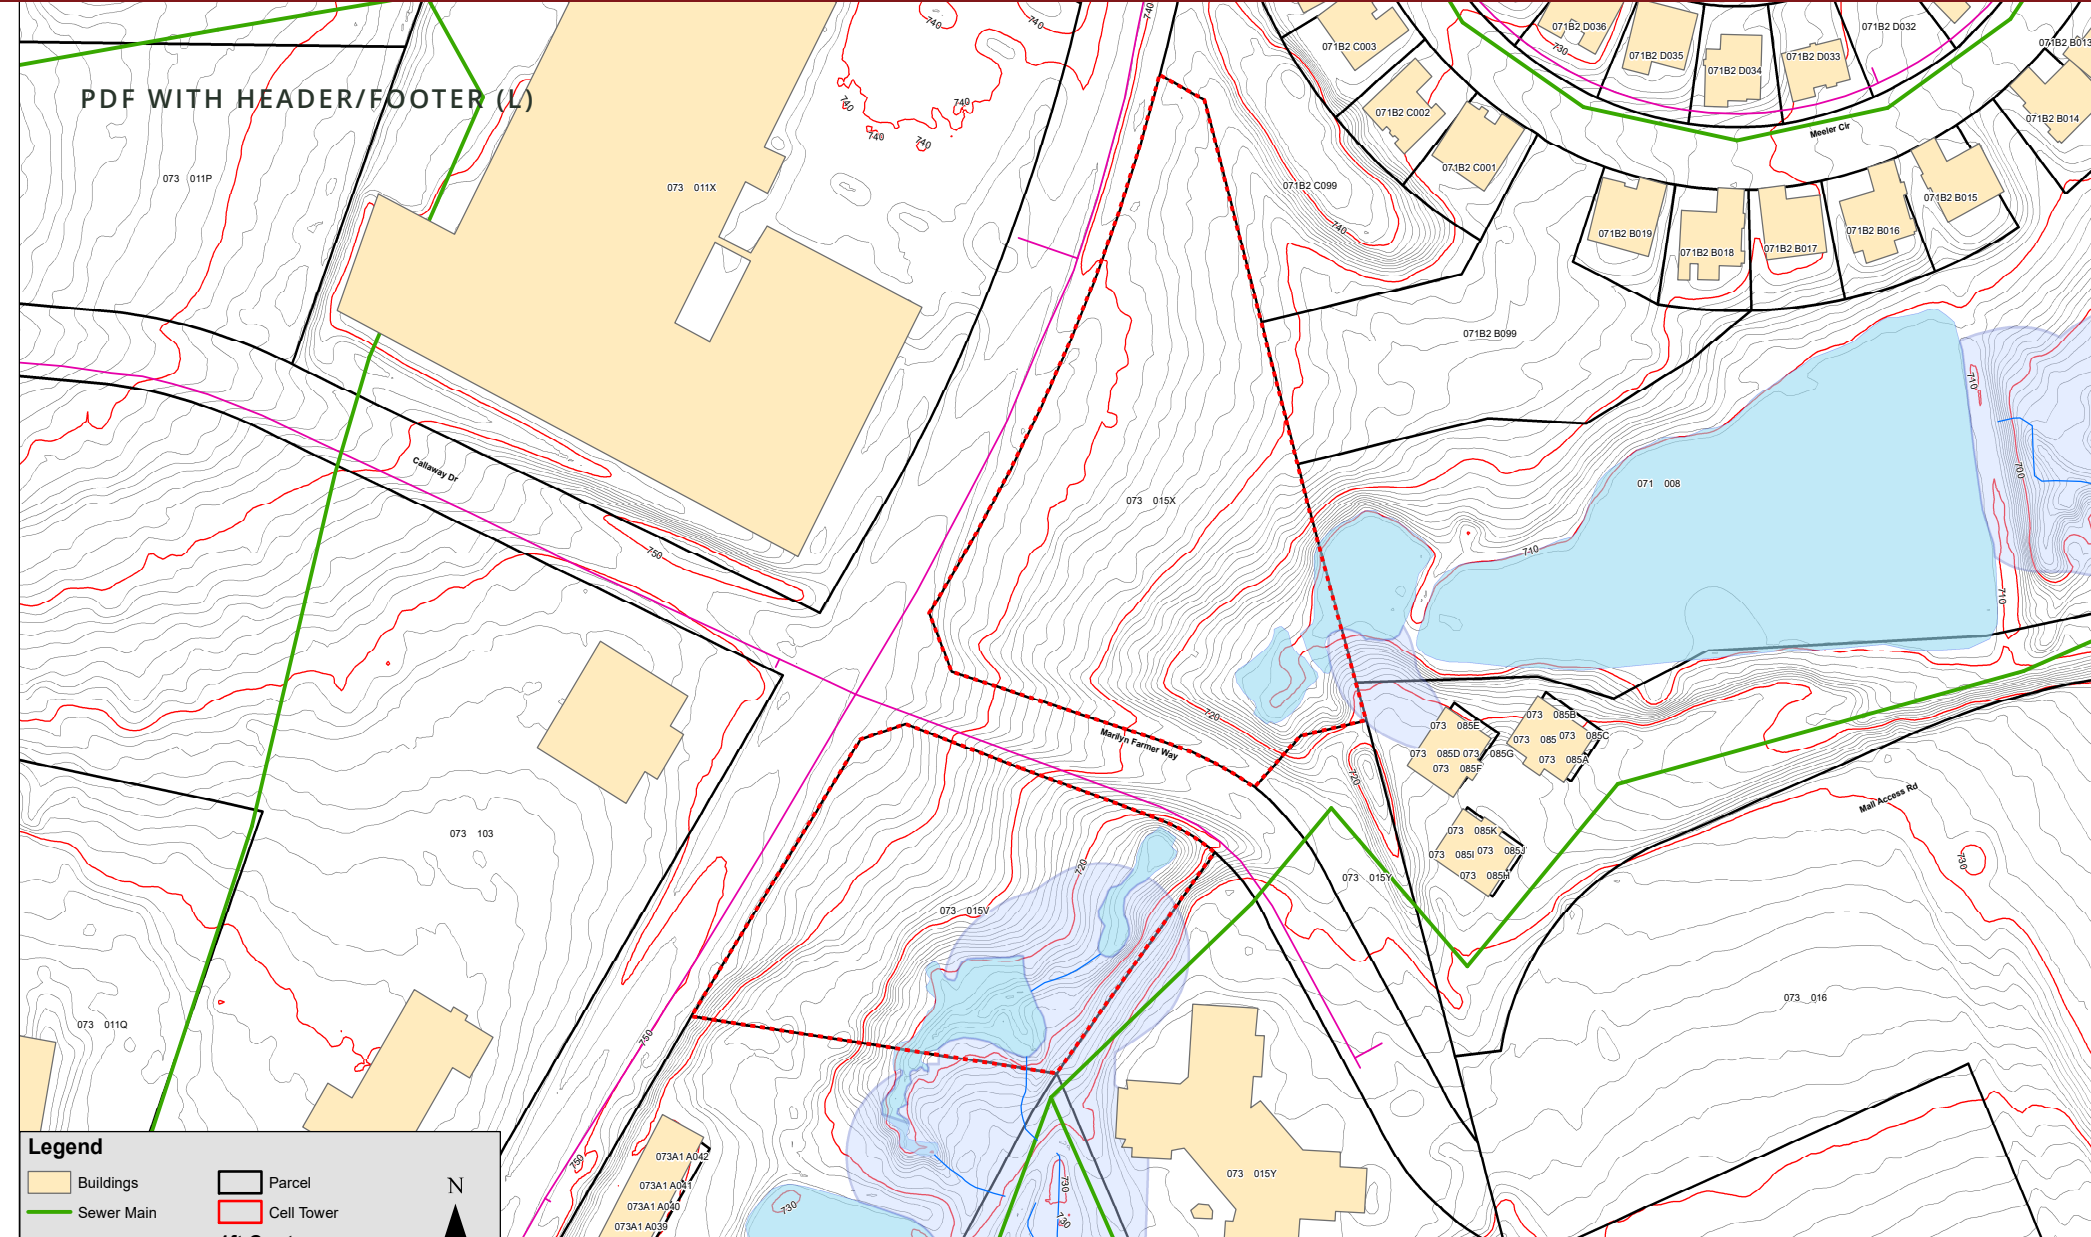 PDF WITH HEADER/FOOTER (L)
740
740
740
740
740
740
740
071B2 C003
071B2 D036
730
071B2 D035
071B2 D034
071B2 D033
071B2 D032
071B2 B013
071B2 C002
071B2 B014
Meeler Cir
071B2 C001
073 011P
073 011X
071B2 C099
740
071B2 B015
071B2 B019
071B2 B018
071B2 B017
071B2 B016
071B2 B099
710
Callaway Dr
700
073 015X
071 008
750
710
710
720
Marilyn Farmer Way
073 085E
073 085B
073 085
073 085C
073 085D
073 085G
073 085F
073 085A
720
Mall Access Rd
073 103
073 085K
073 085I
073 085J
073 085H
730
720
073 015Y
073 015V
073 016
073 011Q
750
750
073A1 A042
073A1 A041
073A1 A040
073A1 A039
730
730
730
073 015Y
Legend
Buildings
Parcel
N
Sewer Main
Cell Tower